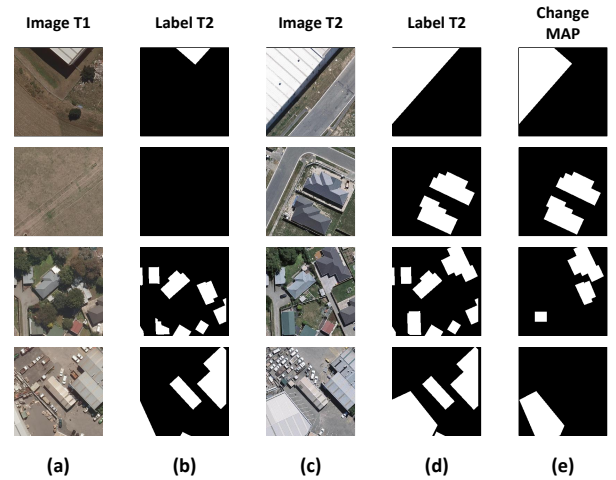 Image T1
Label T2
Image T2
Label T2
Change
MAP
(a)
(b)
(c)
(d)
(e)